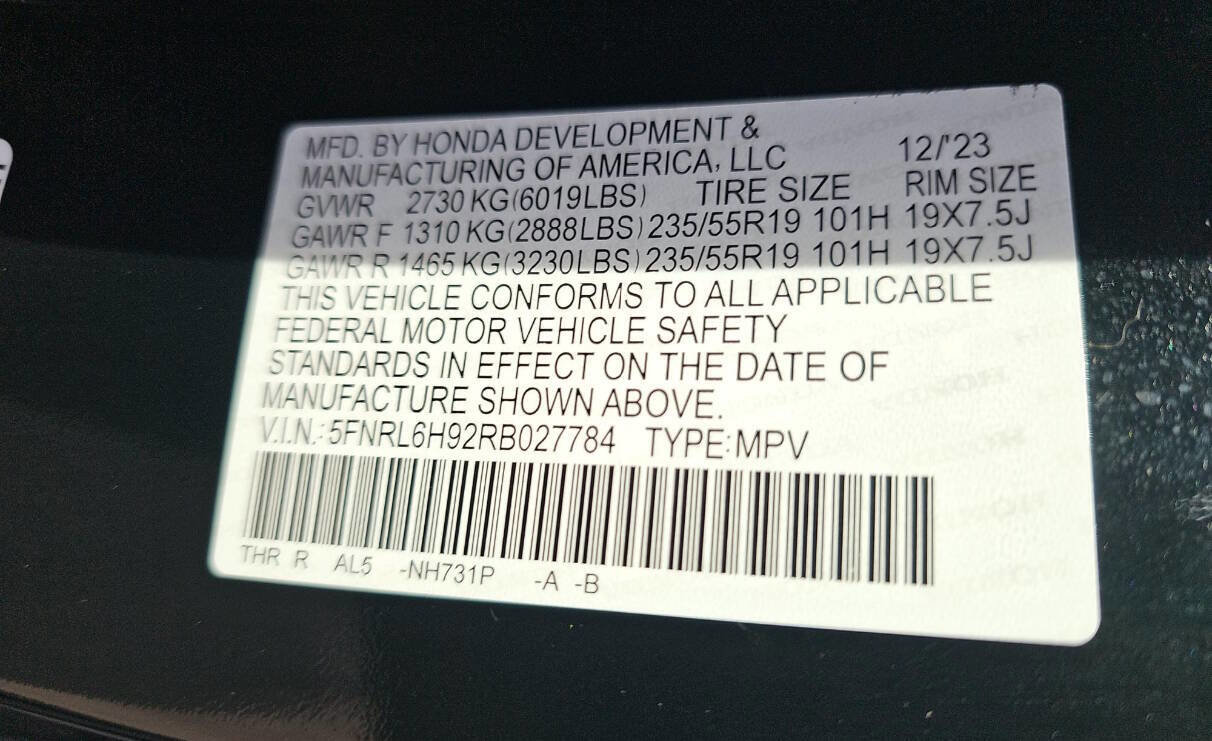 MFD. BY HONDA DEVELOPMENT &
MANUFACTURING OF AMERICA, LLC 12/'23
GVWR 2730 KG(6019LBS) TIRE SIZE RIM SIZE
GAWR F 1310 KG(2888LBS) 235/55R19 101H 19X7.5J
GAWR R 1465 KG(3230LBS) 235/55R19 101H 19X7.5J
THIS VEHICLE CONFORMS TO ALL APPLICABLE
FEDERAL MOTOR VEHICLE SAFETY
STANDARDS IN EFFECT ON THE DATE OF
MANUFACTURE SHOWN ABOVE.
V.I.N.: 5FNRL6H92RB027784 TYPE:MPV
THR R AL5 -NH731P -A -B